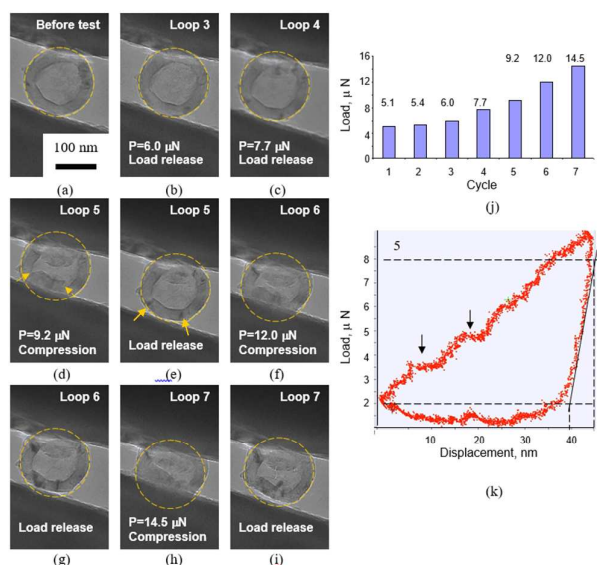 Before test
100 nm
(a)
Loop 3
P=6.0 μN
Load release
(b)
Loop 4
P=7.7 μN
Load release
(c)
Loop 5
P=9.2 μN
Compression
(d)
Loop 5
Load release
(e)
Loop 6
P=12.0 μN
Compression
(f)
Loop 6
Load release
(g)
Loop 7
P=14.5 μN
Compression
(h)
Loop 7
Load release
(i)
Load, μ N
16
12
8
4
0
5.1 5.4 6.0 7.7 9.2 12.0 14.5
1 2 3 4 5 6 7
Cycle
(j)
5
Load, μ N
8
7
6
5
4
3
2
1
10 20 30 40
Displacement, nm
(k)